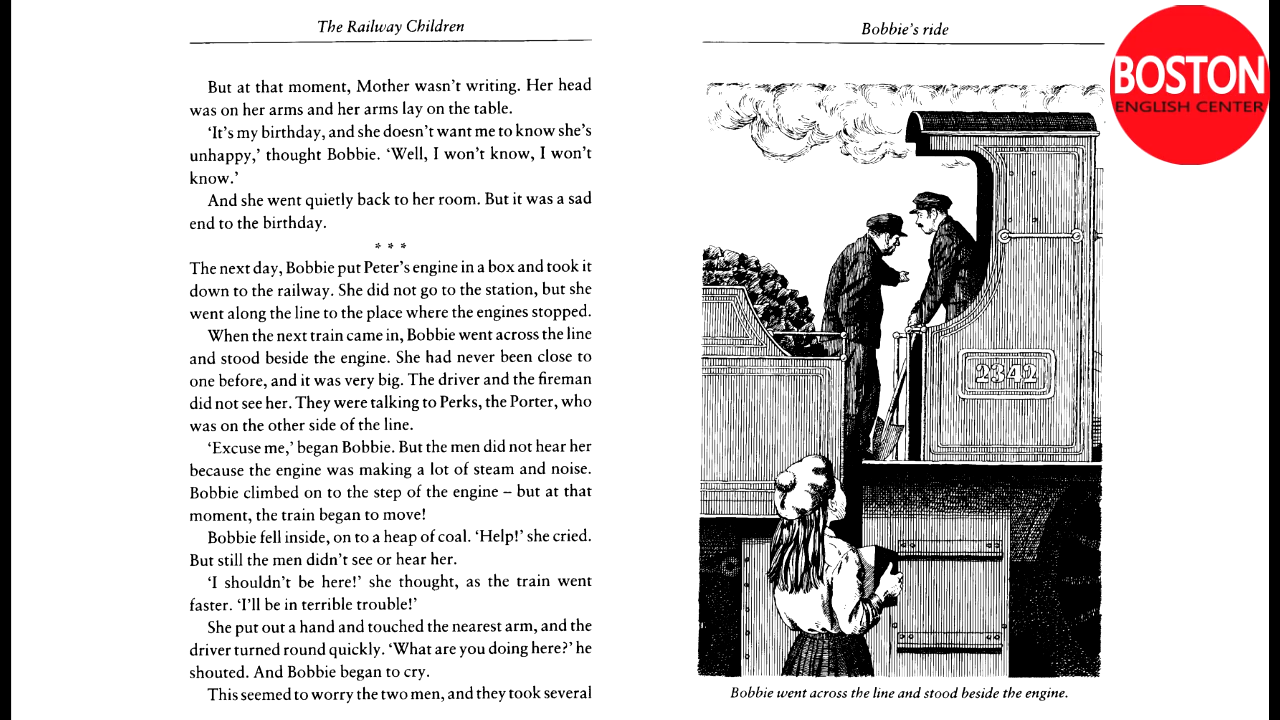 The Railway Children
But at that moment, Mother wasn't writing. Her head
was on her arms and her arms lay on the table.
‘It's my birthday, and she doesn't want me to know she's
unhappy,’ thought Bobbie. ‘Well, I won't know, I won't
know.’
And she went quietly back to her room. But it was a sad
end to the birthday.
* * *
The next day, Bobbie put Peter's engine in a box and took it
down to the railway. She did not go to the station, but she
went along the line to the place where the engines stopped.
When the next train came in, Bobbie went across the line
and stood beside the engine. She had never been close to
one before, and it was very big. The driver and the fireman
did not see her. They were talking to Perks, the Porter, who
was on the other side of the line.
‘Excuse me,’ began Bobbie. But the men did not hear her
because the engine was making a lot of steam and noise.
Bobbie climbed on to the step of the engine – but at that
moment, the train began to move!
Bobbie fell inside, on to a heap of coal. ‘Help!’ she cried.
But still the men didn't see or hear her.
‘I shouldn't be here!’ she thought, as the train went
faster. ‘I'll be in terrible trouble!’
She put out a hand and touched the nearest arm, and the
driver turned round quickly. ‘What are you doing here?’ he
shouted. And Bobbie began to cry.
This seemed to worry the two men, and they took several
Bobbie's ride
BOSTON
ENGLISH CENTER
2342
Bobbie went across the line and stood beside the engine.